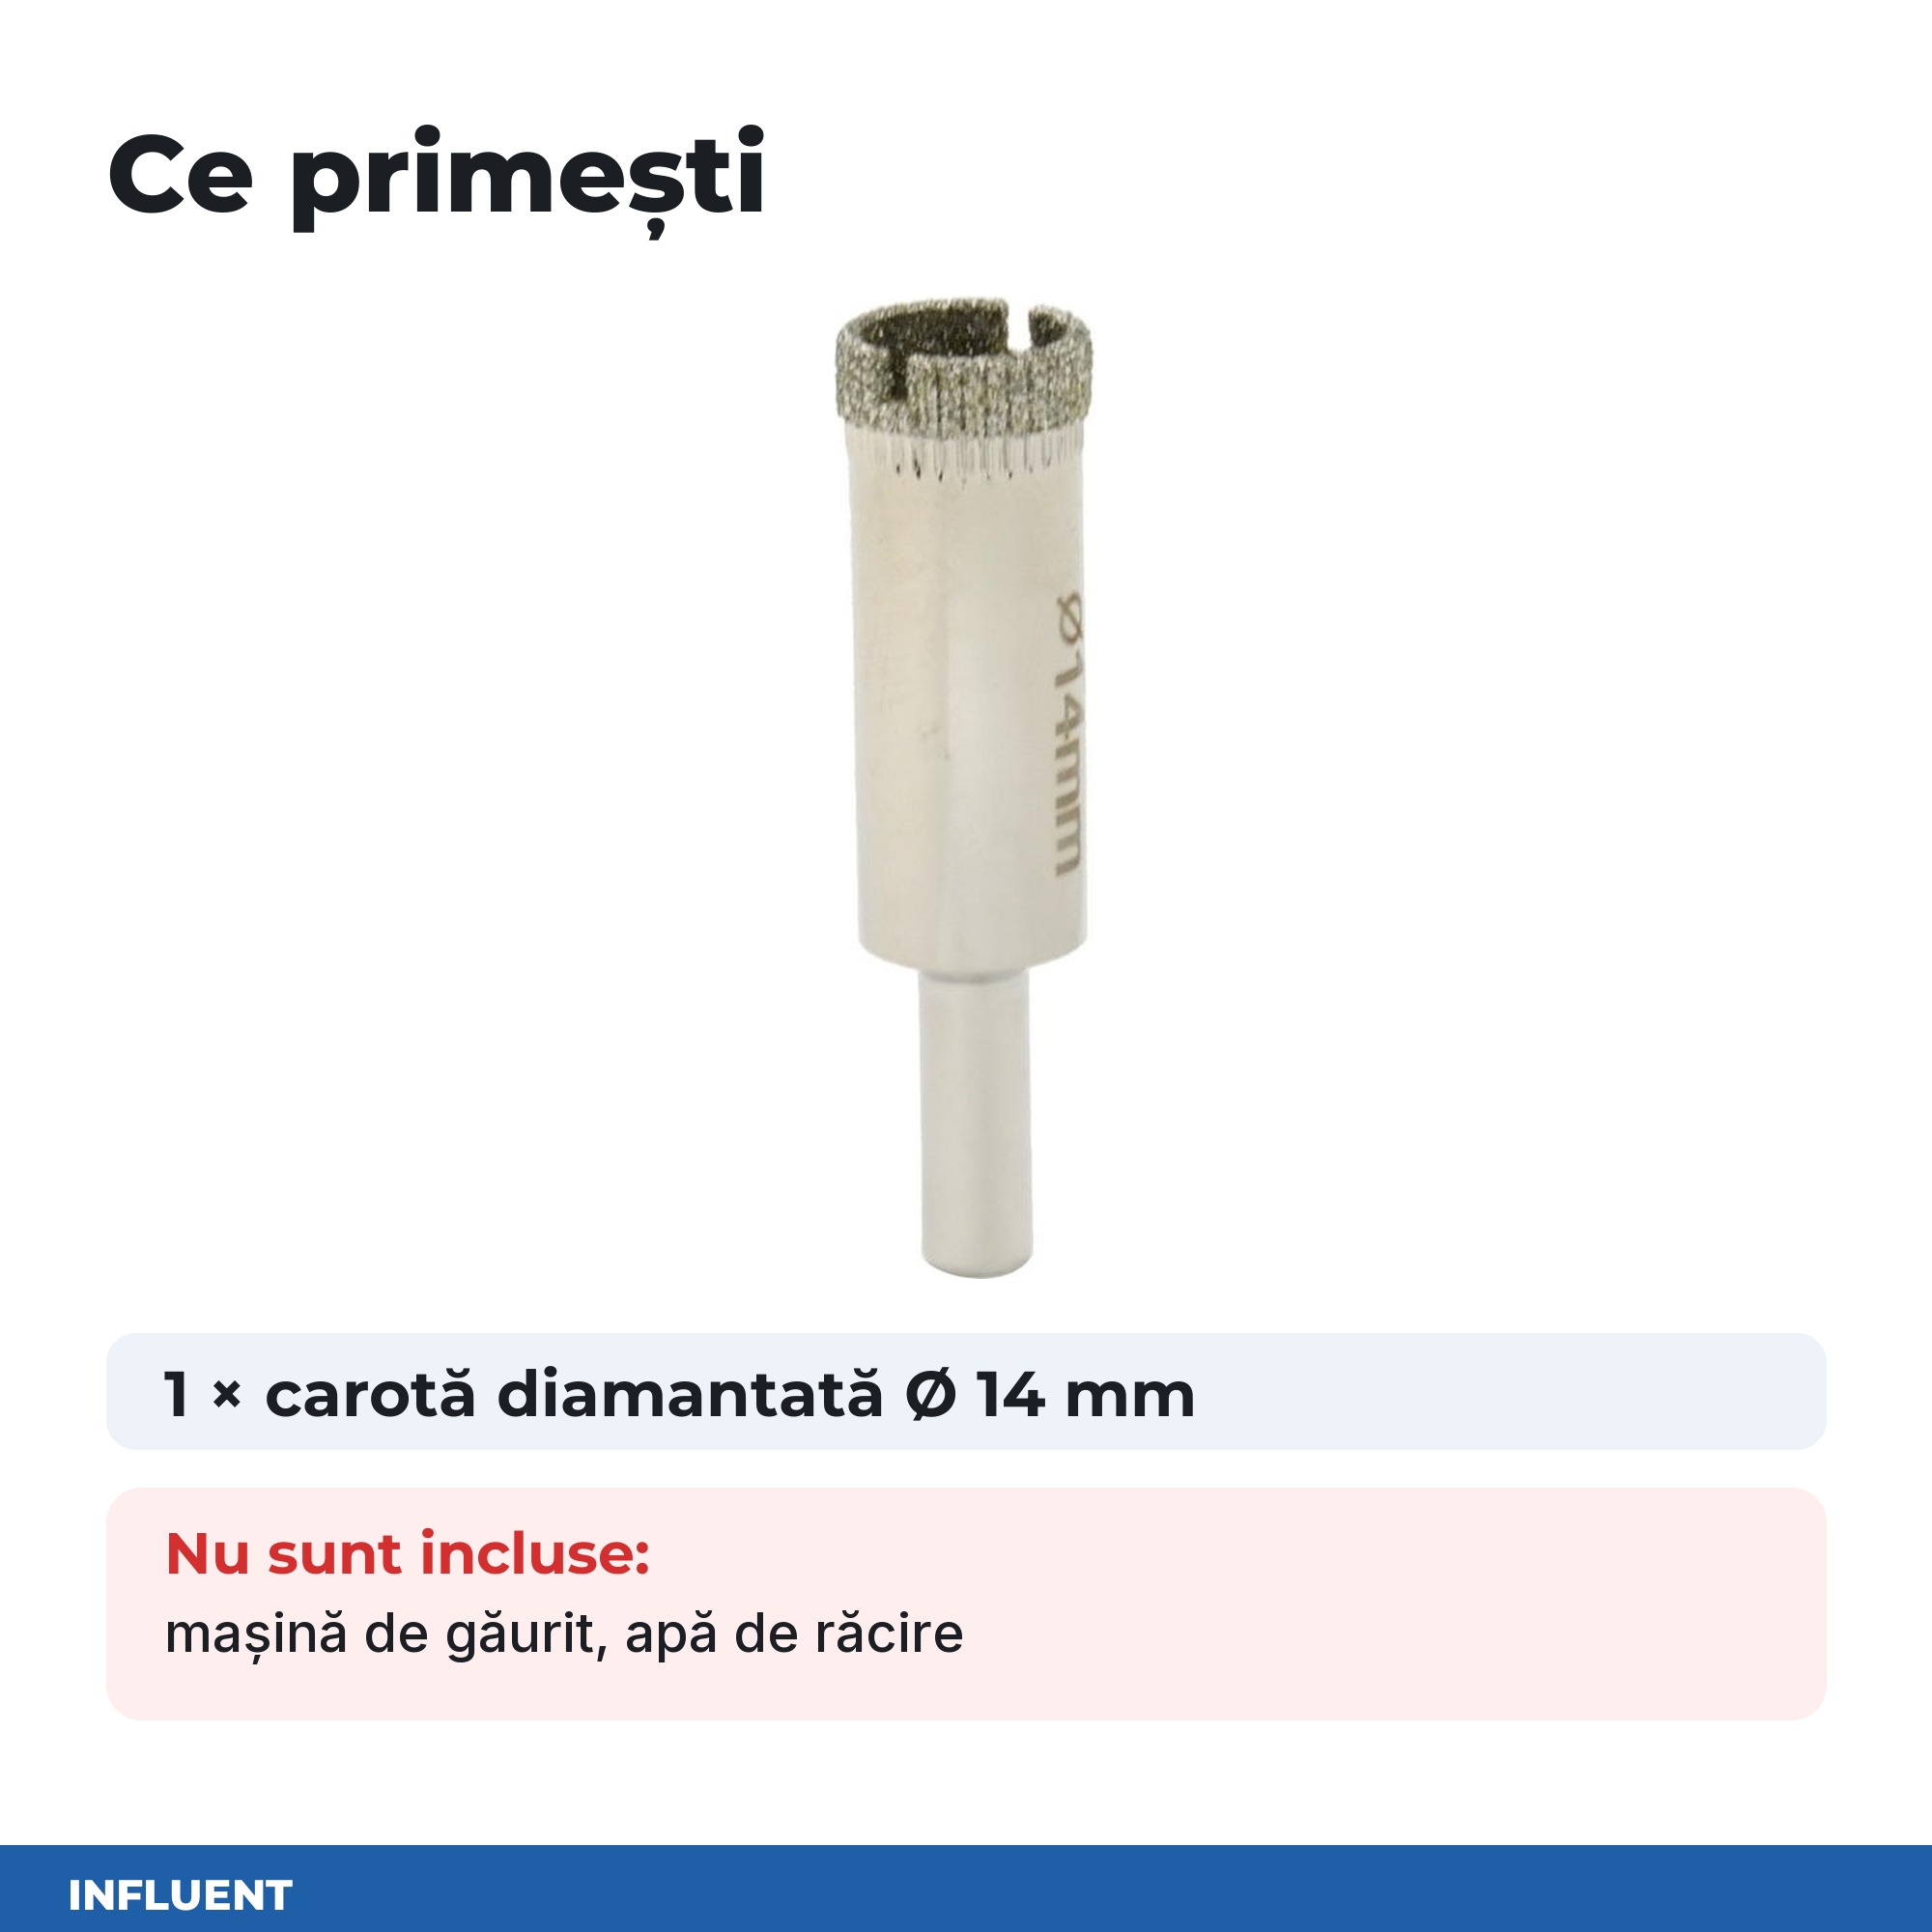 Ce primești
Ø14mm
1 × carotă diamantată Ø 14 mm
Nu sunt incluse:
mașină de găurit, apă de răcire
INFLUENT